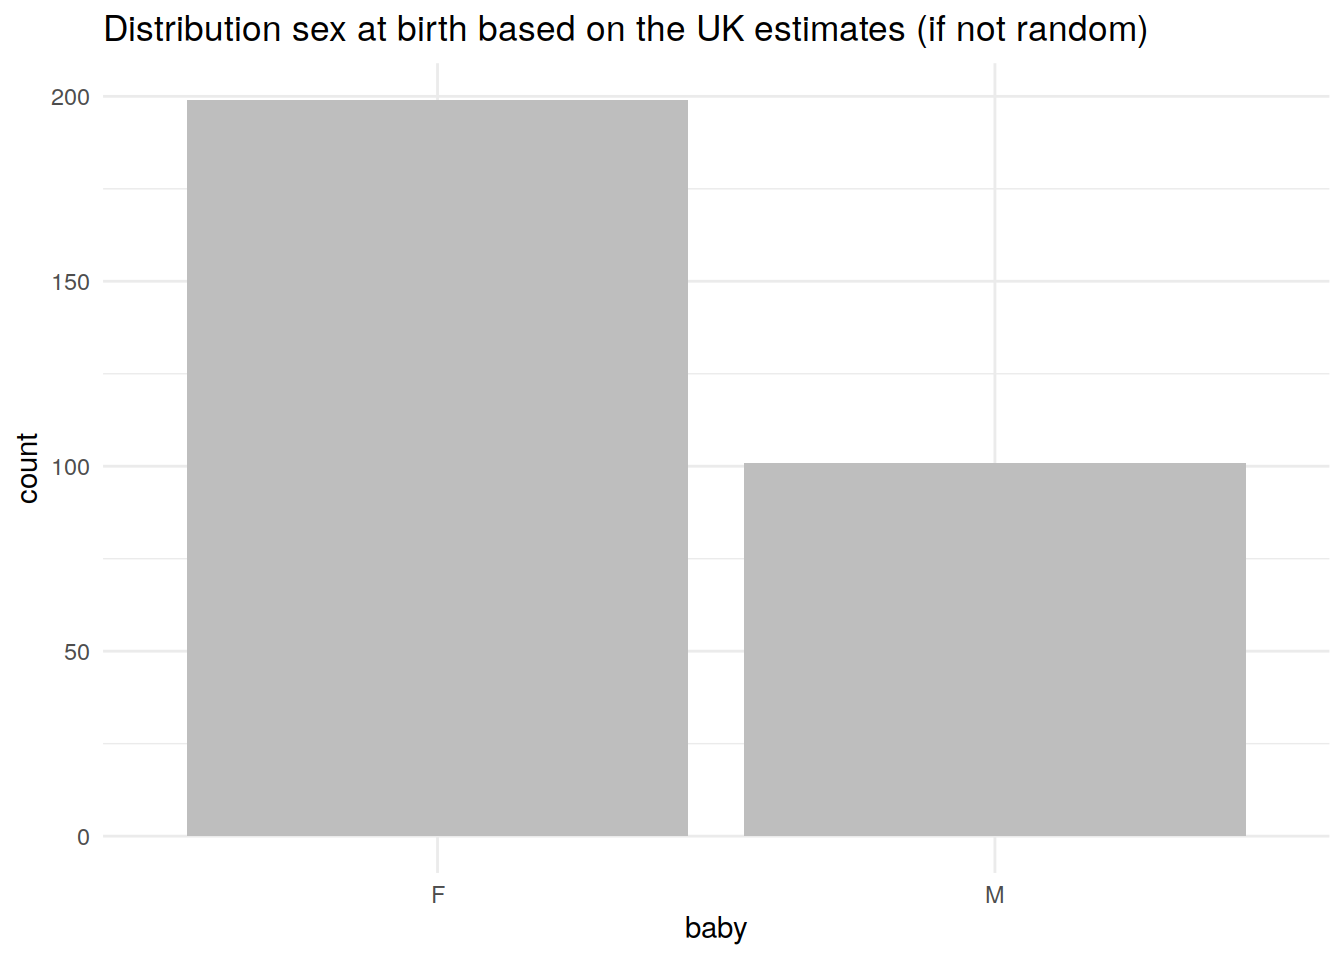 Distribution sex at birth based on the UK estimates (if not random)
200
150
100
50
0
count
F
M
baby